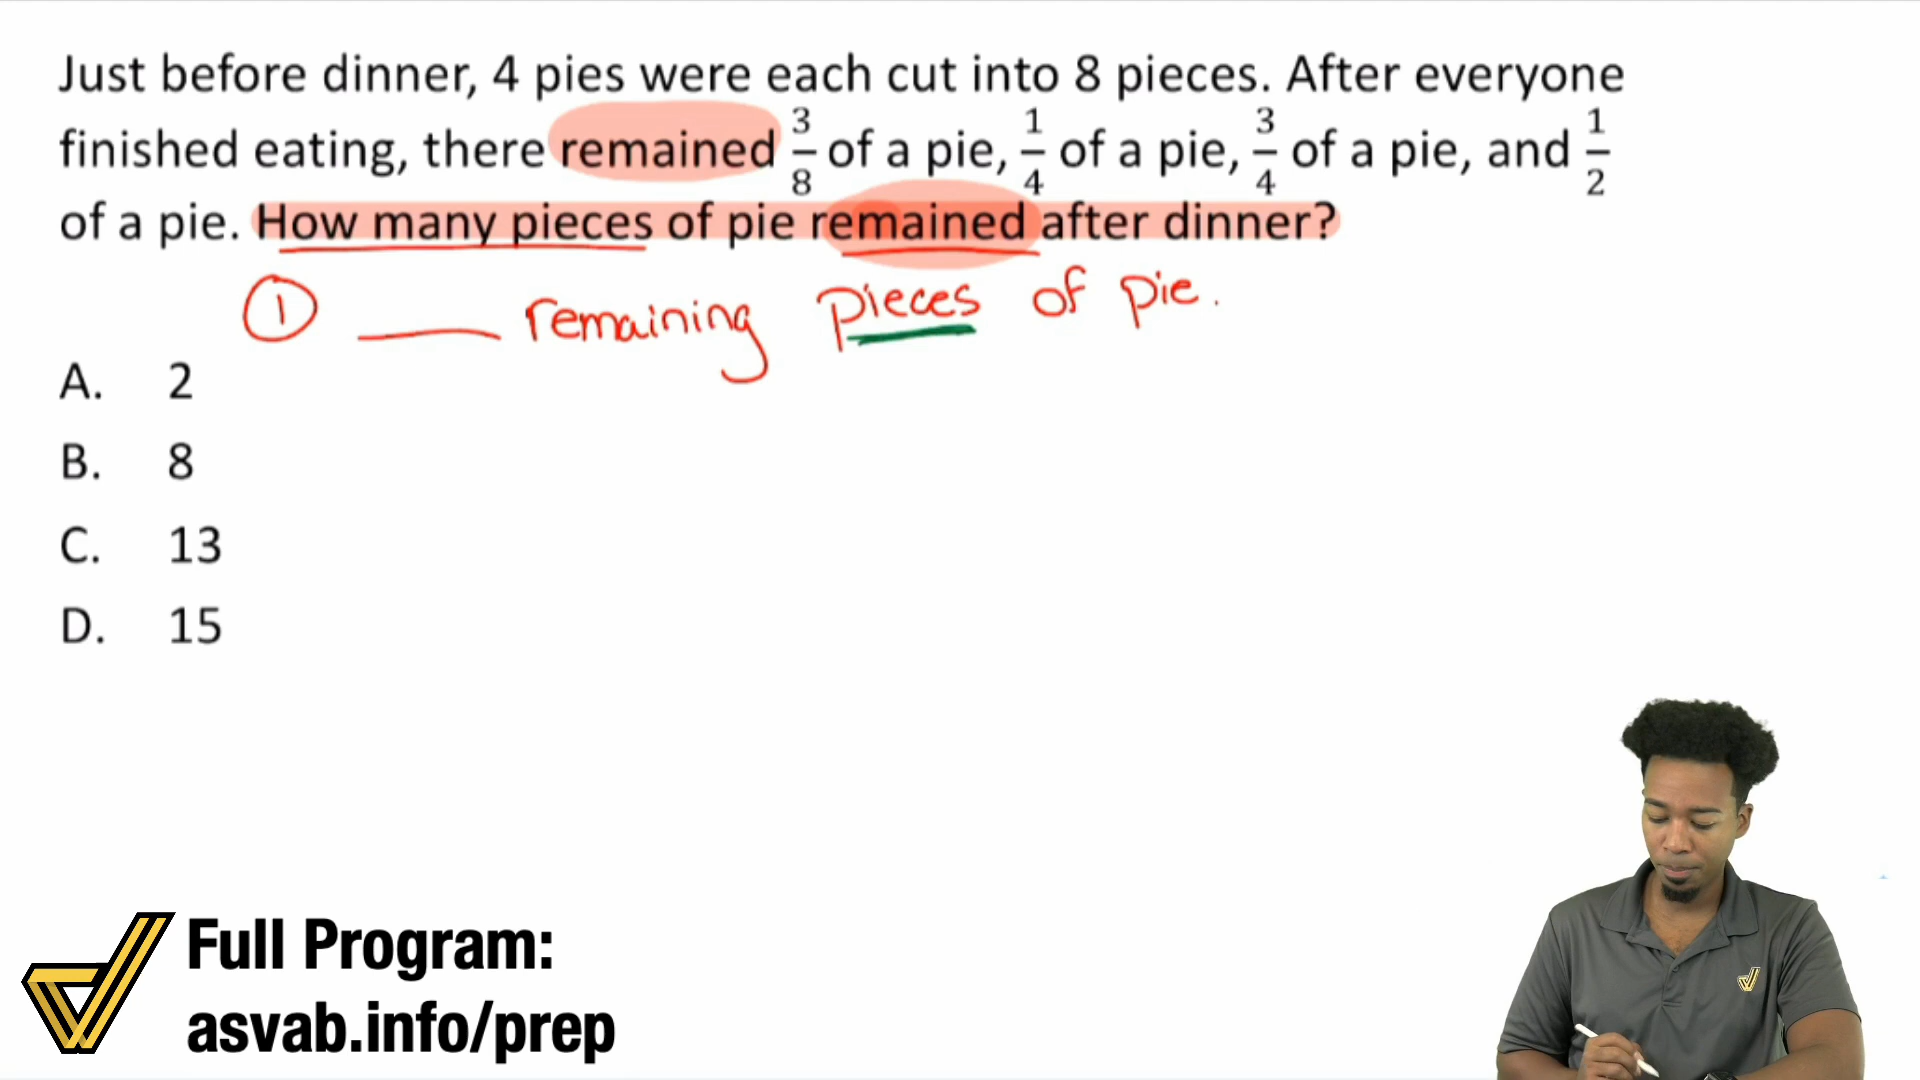 Just before dinner, 4 pies were each cut into 8 pieces. After everyone
finished eating, there remained 3/8 of a pie, 1/4 of a pie, 3/4 of a pie, and 1/2
of a pie. How many pieces of pie remained after dinner?
① ____ remaining pieces of pie.
A. 2
B. 8
C. 13
D. 15
Full Program:
asvab.info/prep